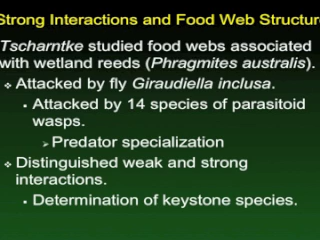 Strong Interactions and Food Web Structure
Tscharntke studied food webs associated
with wetland reeds (Phragmites australis).
❖ Attacked by fly Giraudiella inclusa.
▪ Attacked by 14 species of parasitoid
wasps.
➢ Predator specialization
❖ Distinguished weak and strong
interactions.
▪ Determination of keystone species.